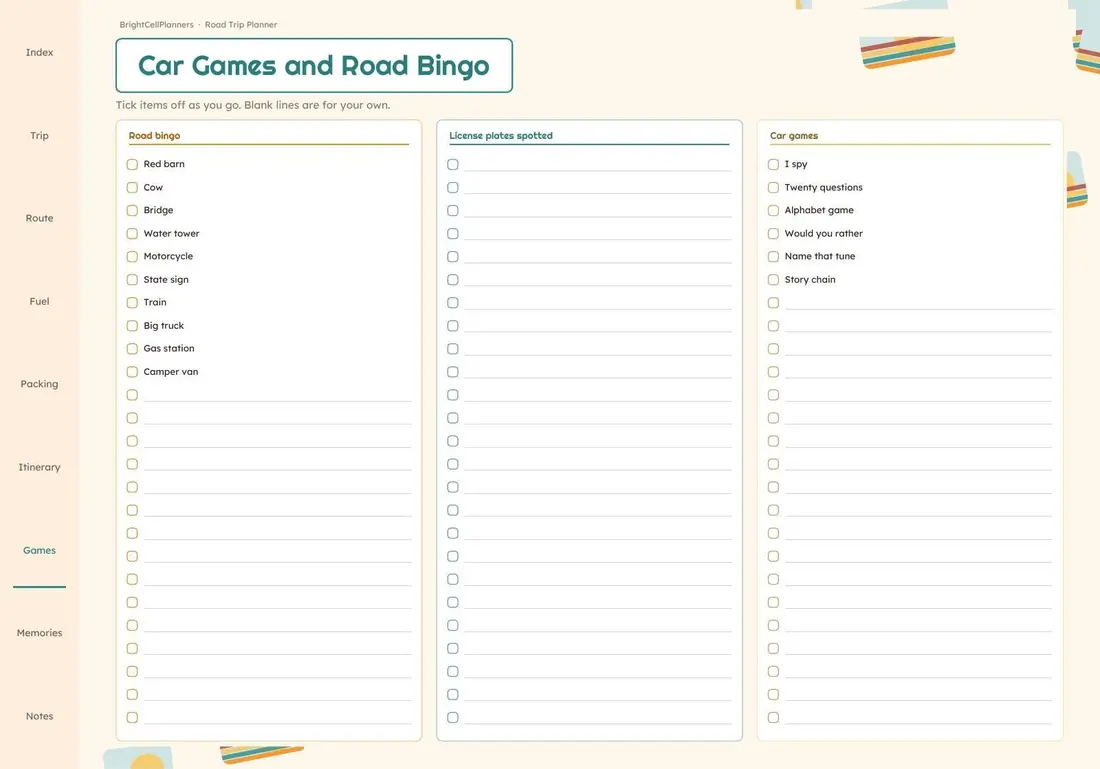 BrightCellPlanners · Road Trip Planner
Car Games and Road Bingo
Tick items off as you go. Blank lines are for your own.
Index
Trip
Route
Fuel
Packing
Itinerary
Games
Memories
Notes
Road bingo
Red barn
Cow
Bridge
Water tower
Motorcycle
State sign
Train
Big truck
Gas station
Camper van
License plates spotted
Car games
I spy
Twenty questions
Alphabet game
Would you rather
Name that tune
Story chain